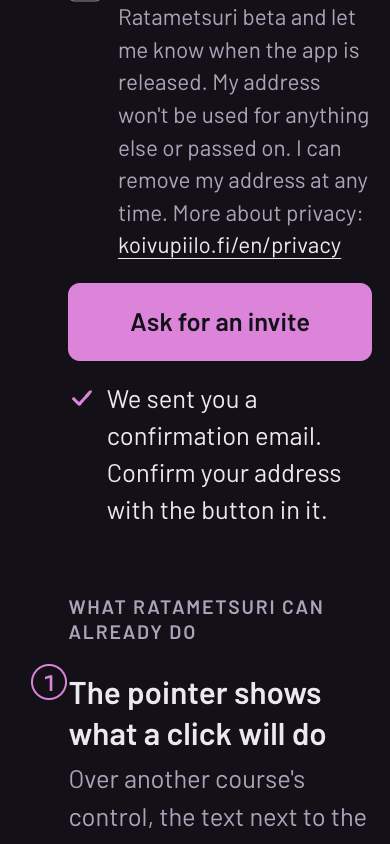 Ratametsuri beta and let
me know when the app is
released. My address
won't be used for anything
else or passed on. I can
remove my address at any
time. More about privacy:
koivupiilo.fi/en/privacy
Ask for an invite
We sent you a
confirmation email.
Confirm your address
with the button in it.
WHAT RATAMETSURI CAN
ALREADY DO
1
The pointer shows
what a click will do
Over another course's
control, the text next to the